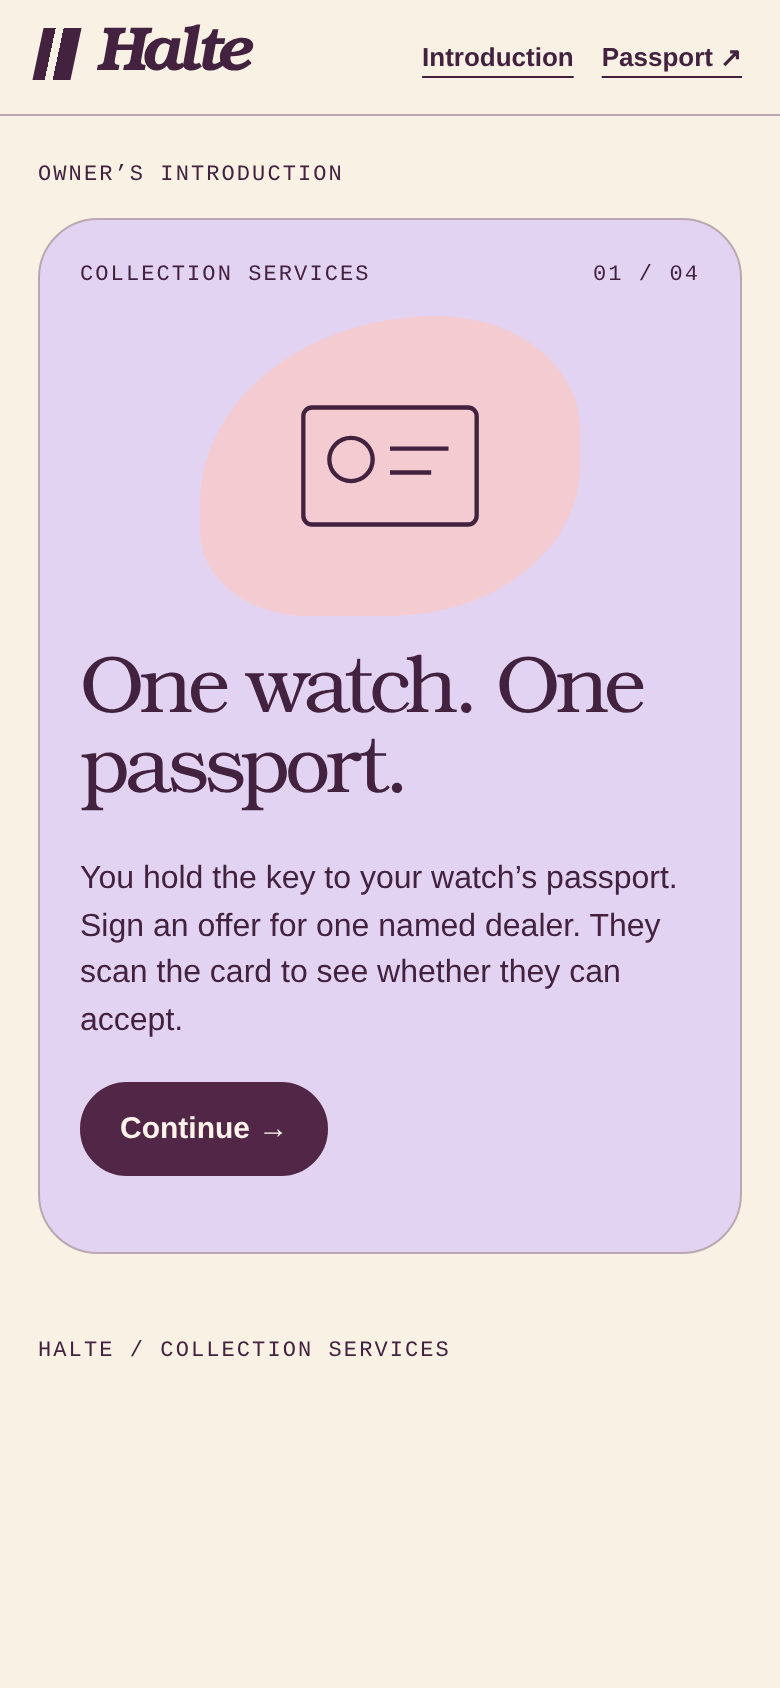 Halte
Introduction
Passport ↗
OWNER’S INTRODUCTION
COLLECTION SERVICES
01 / 04
One watch. One
passport.
You hold the key to your watch’s passport.
Sign an offer for one named dealer. They
scan the card to see whether they can
accept.
Continue →
HALTE / COLLECTION SERVICES